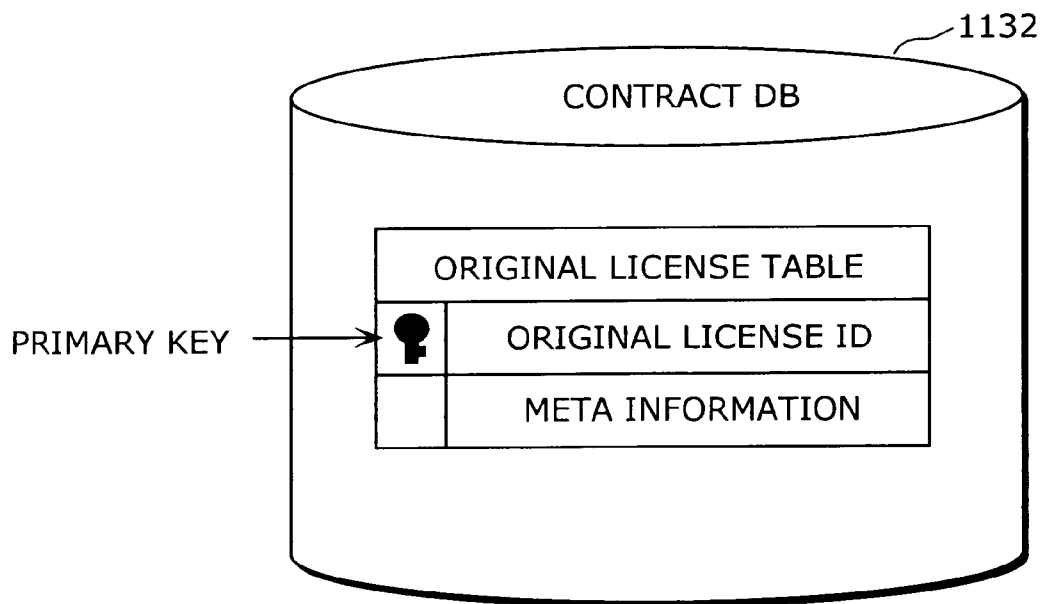 1132
CONTRACT DB
ORIGINAL LICENSE TABLE
PRIMARY KEY
ORIGINAL LICENSE ID
META INFORMATION